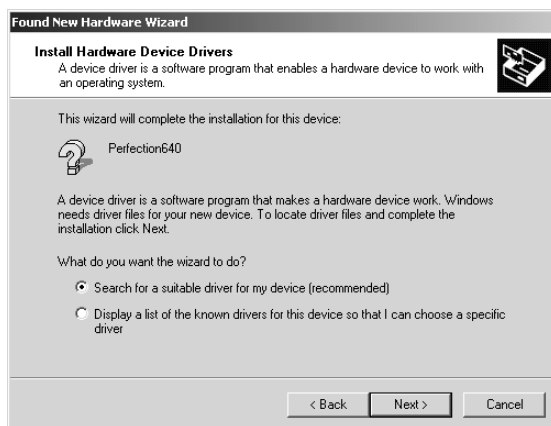 Found New Hardware Wizard
Install Hardware Device Drivers
A device driver is a software program that enables a hardware device to work with
an operating system.
This wizard will complete the installation for this device:
Perfection640
A device driver is a software program that makes a hardware device work. Windows
needs driver files for your new device. To locate driver files and complete the
installation click Next.
What do you want the wizard to do?
Search for a suitable driver for my device (recommended)
Display a list of the known drivers for this device so that I can choose a specific
driver
< Back Next > Cancel